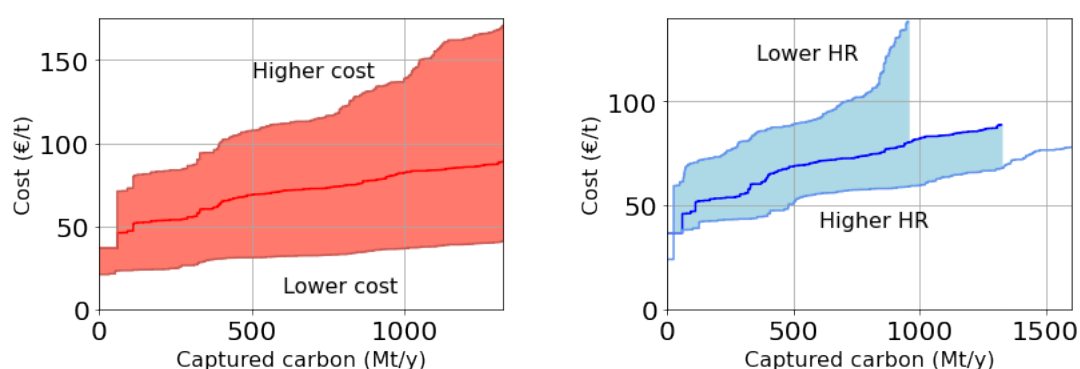 Cost (€/t)
150
100
50
0
Higher cost
Lower cost
0
500
1000
Captured carbon (Mt/y)
Cost (€/t)
100
50
0
Lower HR
Higher HR
0
500
1000
1500
Captured carbon (Mt/y)